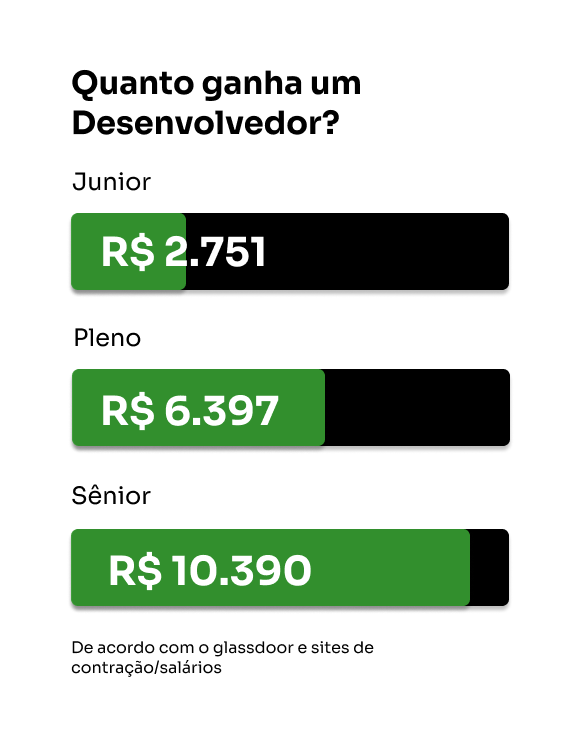 Quanto ganha um
Desenvolvedor?
Junior
R$ 2.751
Pleno
R$ 6.397
Sênior
R$ 10.390
De acordo com o glassdoor e sites de
contração/salários